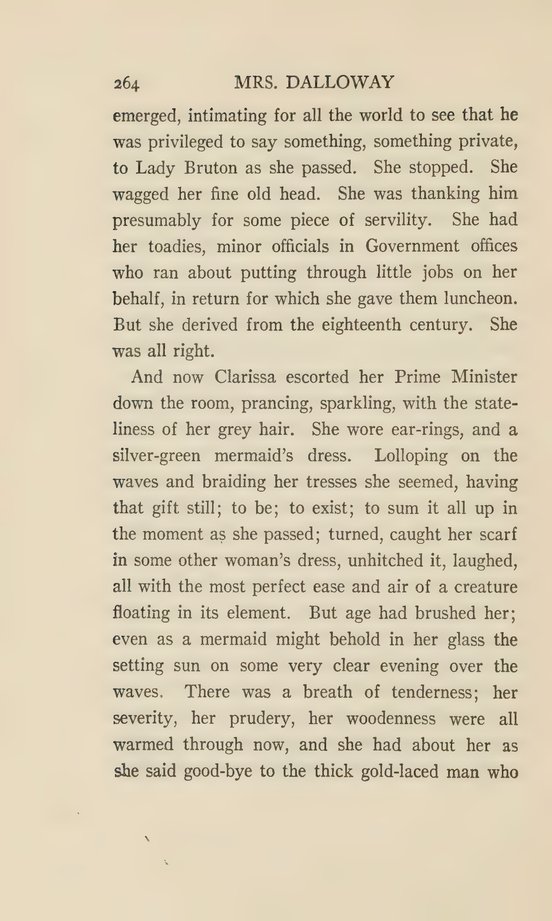 264 MRS. DALLOWAY
emerged, intimating for all the world to see that he
was privileged to say something, something private,
to Lady Bruton as she passed. She stopped. She
wagged her fine old head. She was thanking him
presumably for some piece of servility. She had
her toadies, minor officials in Government offices
who ran about putting through little jobs on her
behalf, in return for which she gave them luncheon.
But she derived from the eighteenth century. She
was all right.
And now Clarissa escorted her Prime Minister
down the room, prancing, sparkling, with the state-
liness of her grey hair. She wore ear-rings, and a
silver-green mermaid's dress. Lolloping on the
waves and braiding her tresses she seemed, having
that gift still; to be; to exist; to sum it all up in
the moment as she passed; turned, caught her scarf
in some other woman's dress, unhitched it, laughed,
all with the most perfect ease and air of a creature
floating in its element. But age had brushed her;
even as a mermaid might behold in her glass the
setting sun on some very clear evening over the
waves. There was a breath of tenderness; her
severity, her prudery, her woodenness were all
warmed through now, and she had about her as
she said good-bye to the thick gold-laced man who